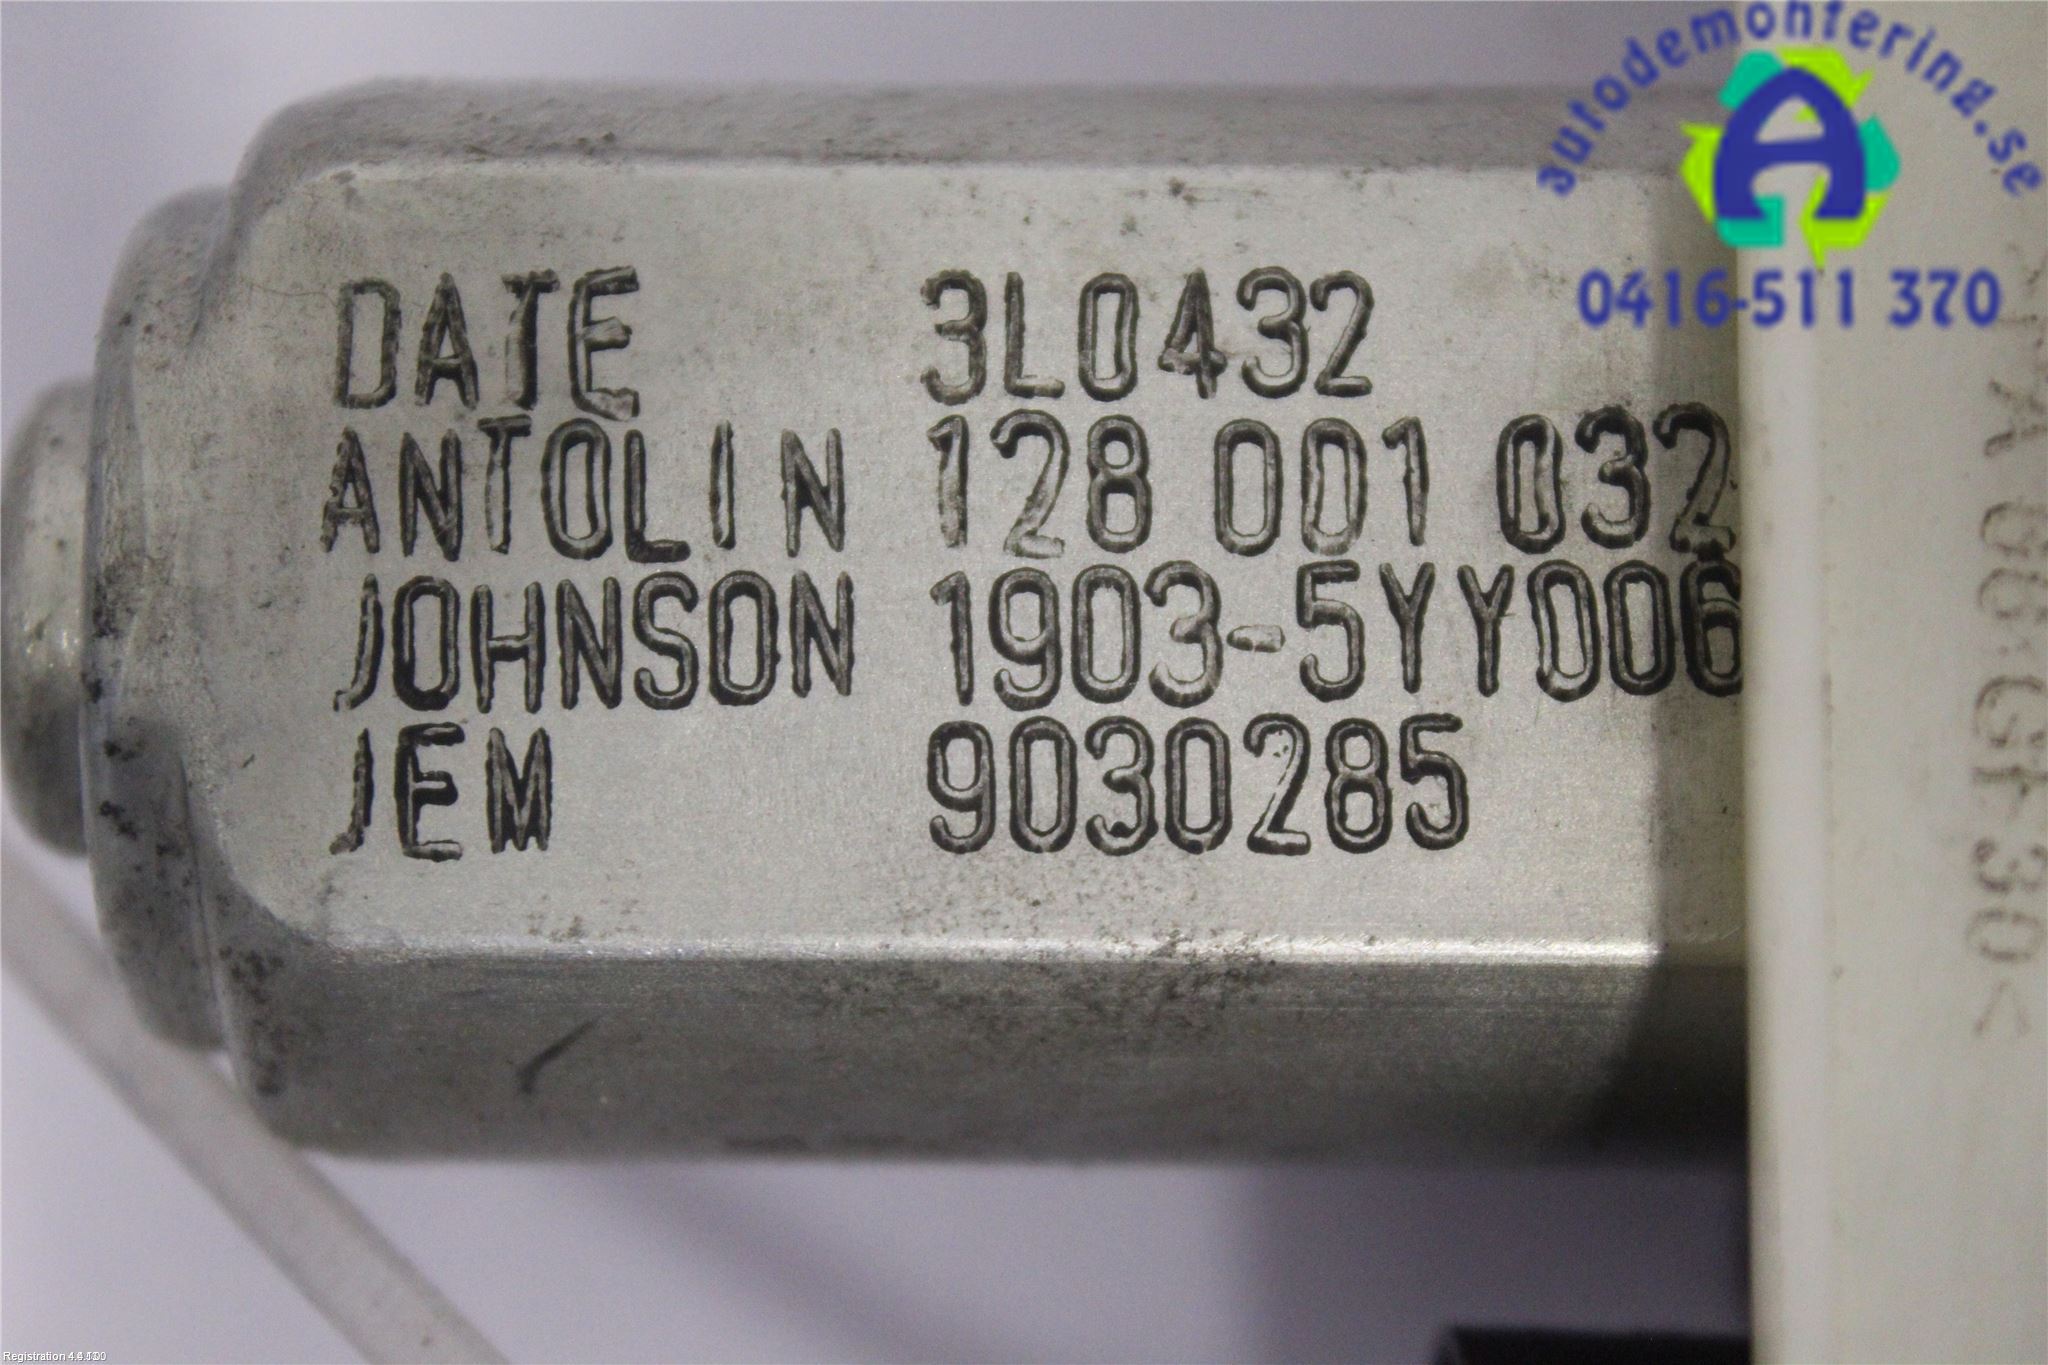 autodemontering.se
A
0416-511 370
DATE 3L0432
ANTOLIN 128 001 032
JOHNSON 1903-5YY006
JEM 9030285